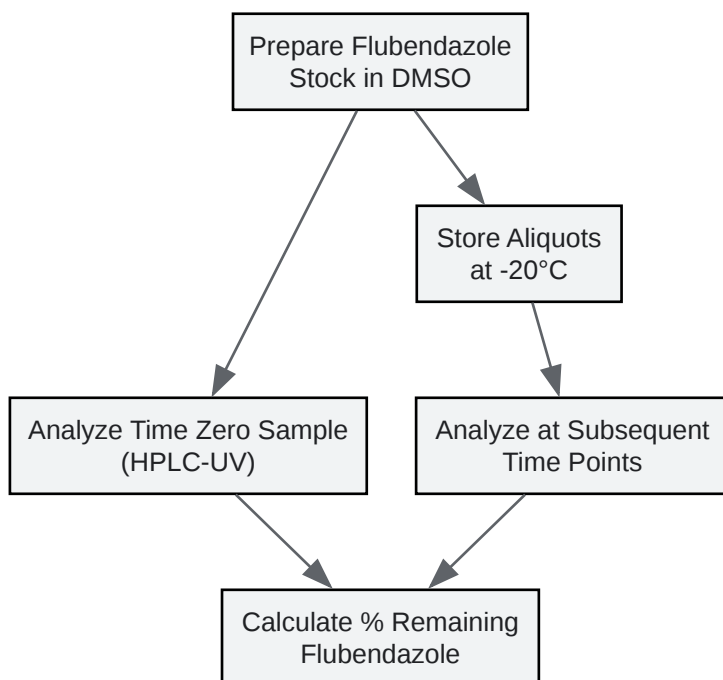 Prepare Flubendazole
Stock in DMSO
Store Aliquots
at -20°C
Analyze Time Zero Sample
(HPLC-UV)
Analyze at Subsequent
Time Points
Calculate % Remaining
Flubendazole